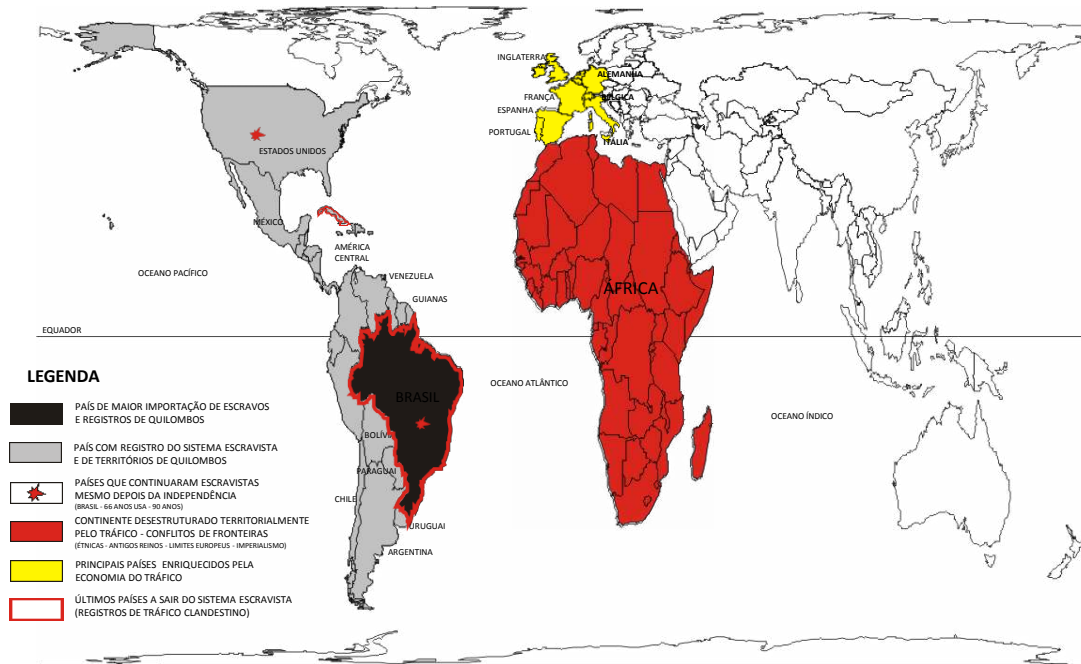 INGLATERRA
ALEMANHA
FRANÇA
BÉLGICA
ESPANHA
PORTUGAL
ITALIA
ESTADOS UNIDOS
MÉXICO
AMÉRICA
CENTRAL
VENEZUELA
GUIANAS
OCEANO PACÍFICO
ÁFRICA
EQUADOR
OCEANO ATLÂNTICO
OCEANO ÍNDICO
BRASIL
BOLÍVI
PARAGUAI
CHILE
URUGUAI
ARGENTINA
LEGENDA
PAÍS DE MAIOR IMPORTAÇÃO DE ESCRAVOS
E REGISTROS DE QUILOMBOS
PAÍS COM REGISTRO DO SISTEMA ESCRAVISTA
E DE TERRITÓRIOS DE QUILOMBOS
PAÍSES QUE CONTINUARAM ESCRAVISTAS
MESMO DEPOIS DA INDEPENDÊNCIA
(BRASIL - 66 ANOS USA - 90 ANOS)
CONTINENTE DESESTRUTURADO TERRITORIALMENTE
PELO TRÁFICO - CONFLITOS DE FRONTEIRAS
(ÉTNICAS - ANTIGOS REINOS - LIMITES EUROPEUS - IMPERIALISMO)
PRINCIPAIS PAÍSES ENRIQUECIDOS PELA
ECONOMIA DO TRÁFICO
ÚLTIMOS PAÍSES A SAIR DO SISTEMA ESCRAVISTA
(REGISTROS DE TRÁFICO CLANDESTINO)